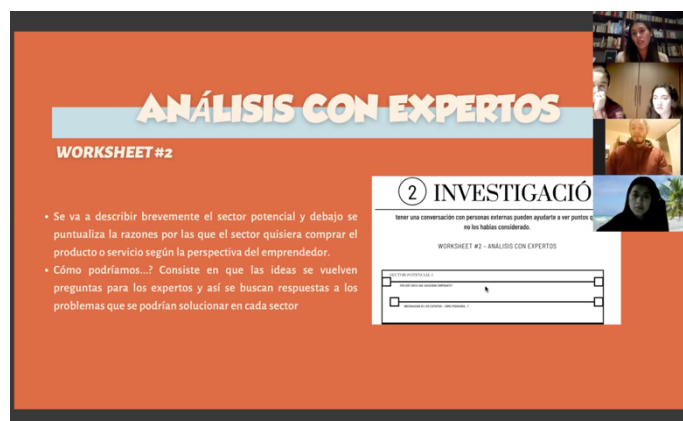 ANÁLISIS CON EXPERTOS
WORKSHEET #2
• Se va a describir brevemente el sector potencial y debajo se
puntualiza la razones por las que el sector quisiera comprar el
producto o servicio según la perspectiva del emprendedor.
• Cómo podríamos...? Consiste en que las ideas se vuelven
preguntas para los expertos y así se buscan respuestas a los
problemas que se podrían solucionar en cada sector
2 INVESTIGACIÓ
tener una conversación con personas externas pueden ayudarte a ver puntos q
no los habías considerado.
WORKSHEET #2 – ANÁLISIS CON EXPERTOS
SECTOR POTENCIAL 1